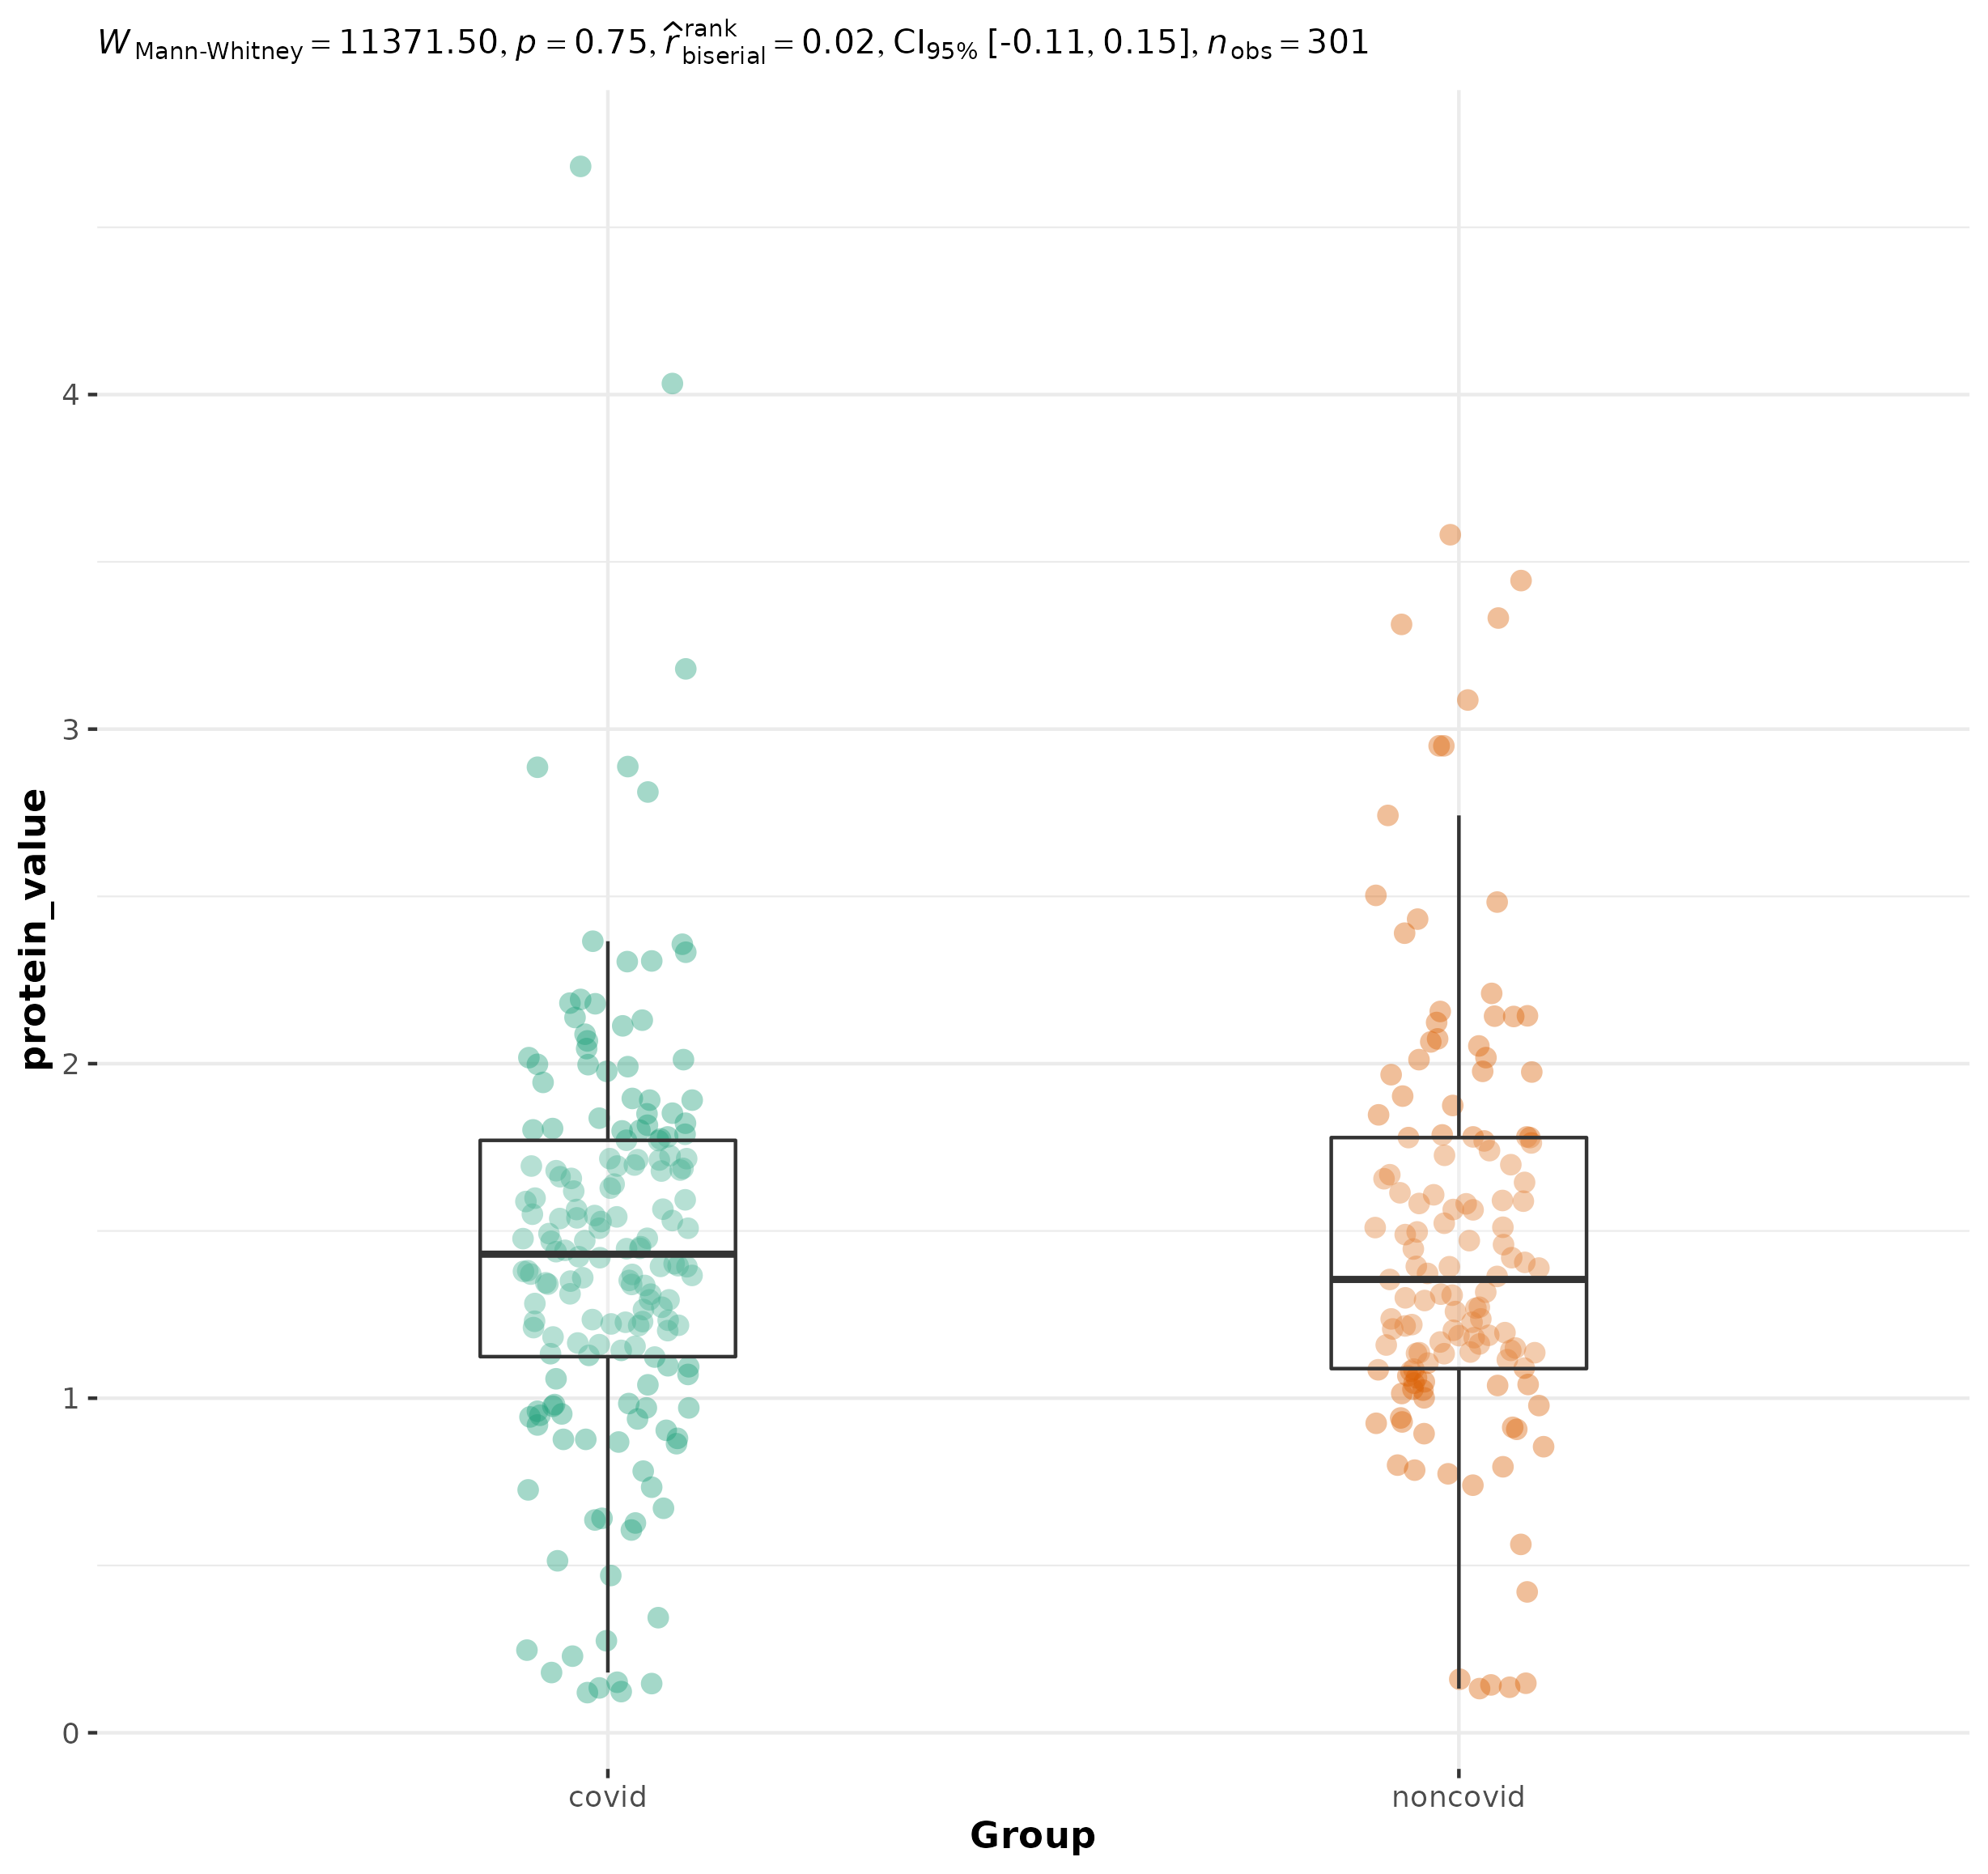 W Mann-Whitney = 11371.50, p = 0.75, r̂ rank biserial = 0.02, CI95% [-0.11, 0.15], n obs = 301
4
3
2
1
0
protein_value
covid noncovid
Group